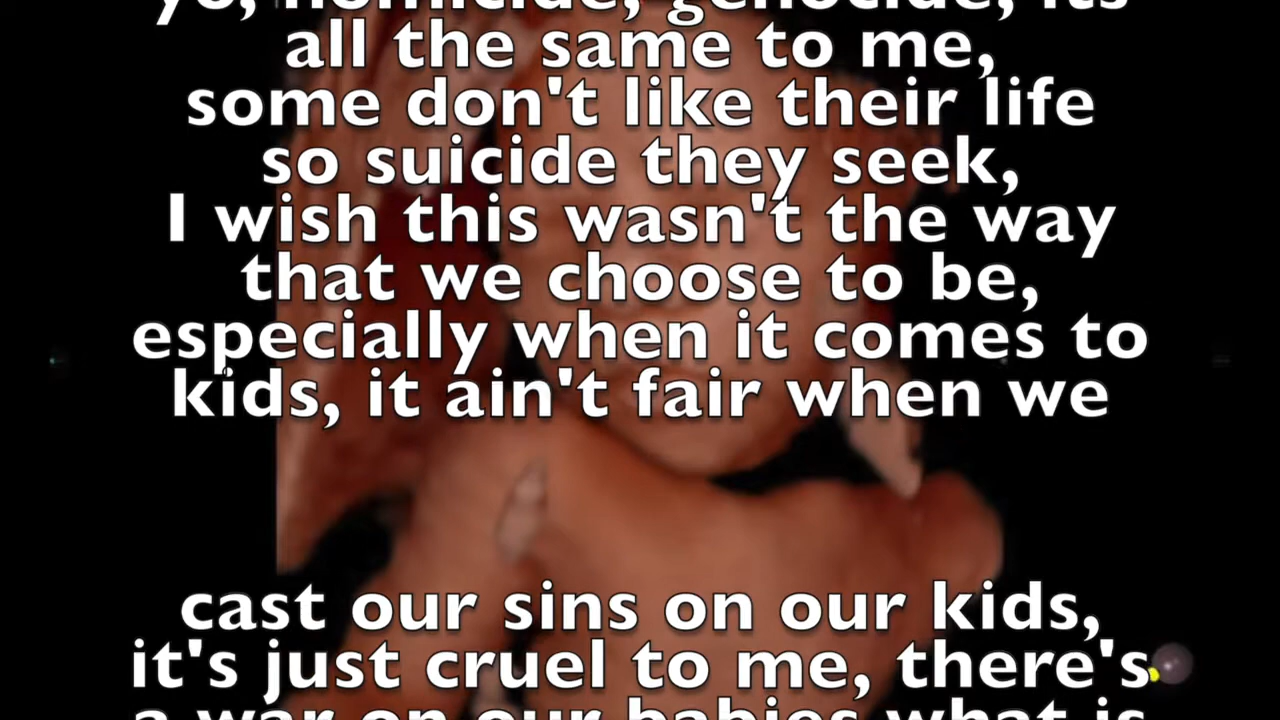 yo, homicide, genocide, its
all the same to me,
some don't like their life
so suicide they seek,
I wish this wasn't the way
that we choose to be,
especially when it comes to
kids, it ain't fair when we
cast our sins on our kids,
it's just cruel to me, there's
a war on our babies what is